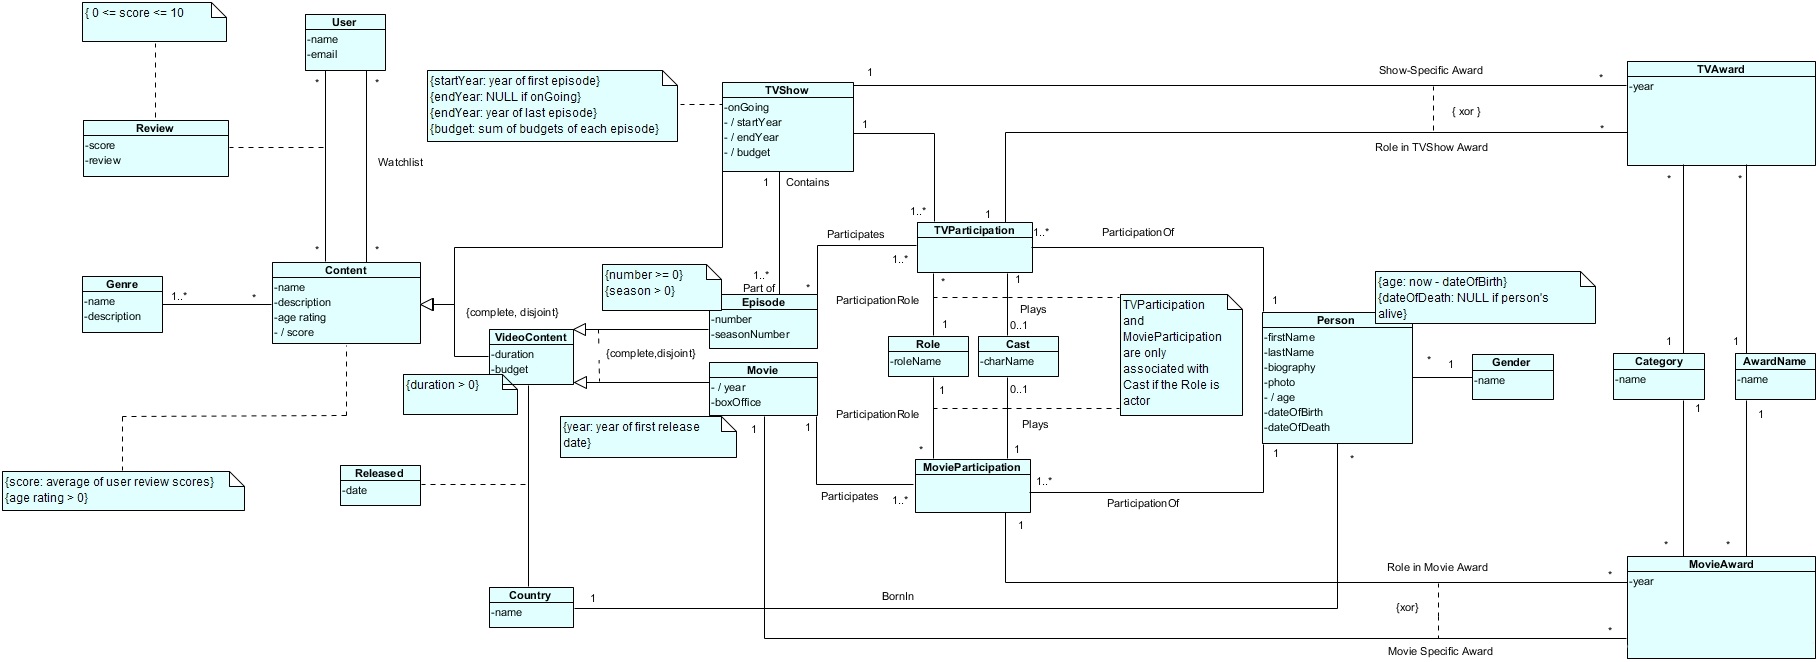 { 0 <= score <= 10
User
-name
-email
*
*
{startYear: year of first episode}
{endYear: NULL if onGoing}
{endYear: year of last episode}
{budget: sum of budgets of each episode}
TVShow
-onGoing
- / startYear
- / endYear
- / budget
1
Show-Specific Award
*
TVAward
-year
{ xor }
1
*
Role in TVShow Award
Review
-score
-review
Watchlist
1
Contains
*
*
1..*
1
TVParticipation
1..*
ParticipationOf
Participates
1..*
*
*
Content
-name
-description
-age rating
- / score
Genre
-name
-description
1..*
*
{number >= 0}
{season > 0}
1..*
Part of
*
Episode
-number
-seasonNumber
*
1
ParticipationRole
Plays
1
0..1
TVParticipation
and
MovieParticipation
are only
associated with
Cast if the Role is
actor
{age: now - dateOfBirth}
{dateOfDeath: NULL if person's
alive}
1
Person
-firstName
-lastName
-biography
-photo
- / age
-dateOfBirth
-dateOfDeath
{complete, disjoint}
VideoContent
-duration
-budget
{complete,disjoint}
Role
-roleName
Cast
-charName
*
1
Gender
-name
1
1
Category
-name
AwardName
-name
{duration > 0}
Movie
- / year
-boxOffice
1
0..1
ParticipationRole
Plays
1
1
{year: year of first release
date}
1
1
*
1
1
*
MovieParticipation
1..*
Participates
1..*
ParticipationOf
{score: average of user review scores}
{age rating > 0}
Released
-date
1
*
*
MovieAward
-year
Role in Movie Award
*
Country
-name
1
BornIn
{xor}
*
Movie Specific Award